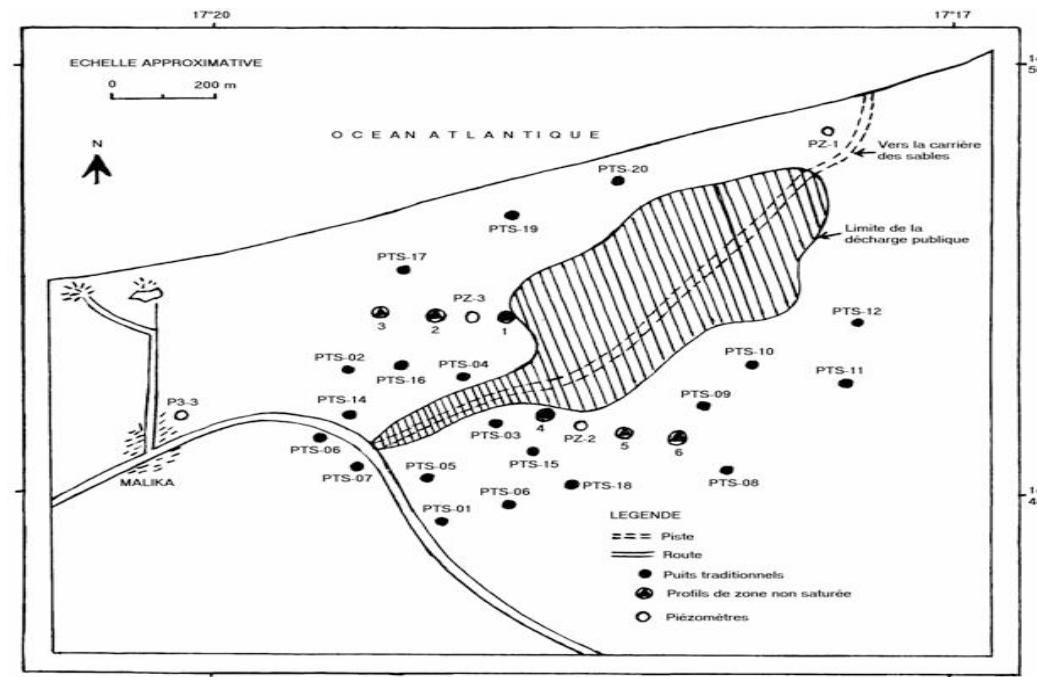 17°20
17°17
ECHELLE APPROXIMATIVE
0 200 m
N
OCEAN ATLANTIQUE
PZ-1
Vers la carrière
des sables
PTS-20
PTS-19
Limite de la
décharge publique
PTS-17
PZ-3
3
2
1
PTS-12
PTS-02
PTS-16
PTS-04
PTS-10
PTS-11
P3-3
PTS-14
PTS-09
PTS-03
4
PZ-2
5
6
PTS-06
PTS-15
MALIKA
PTS-07
PTS-05
PTS-18
PTS-08
PTS-01
PTS-06
LEGENDE
Piste
Route
Puits traditionnels
Profils de zone non saturée
Piézomètres